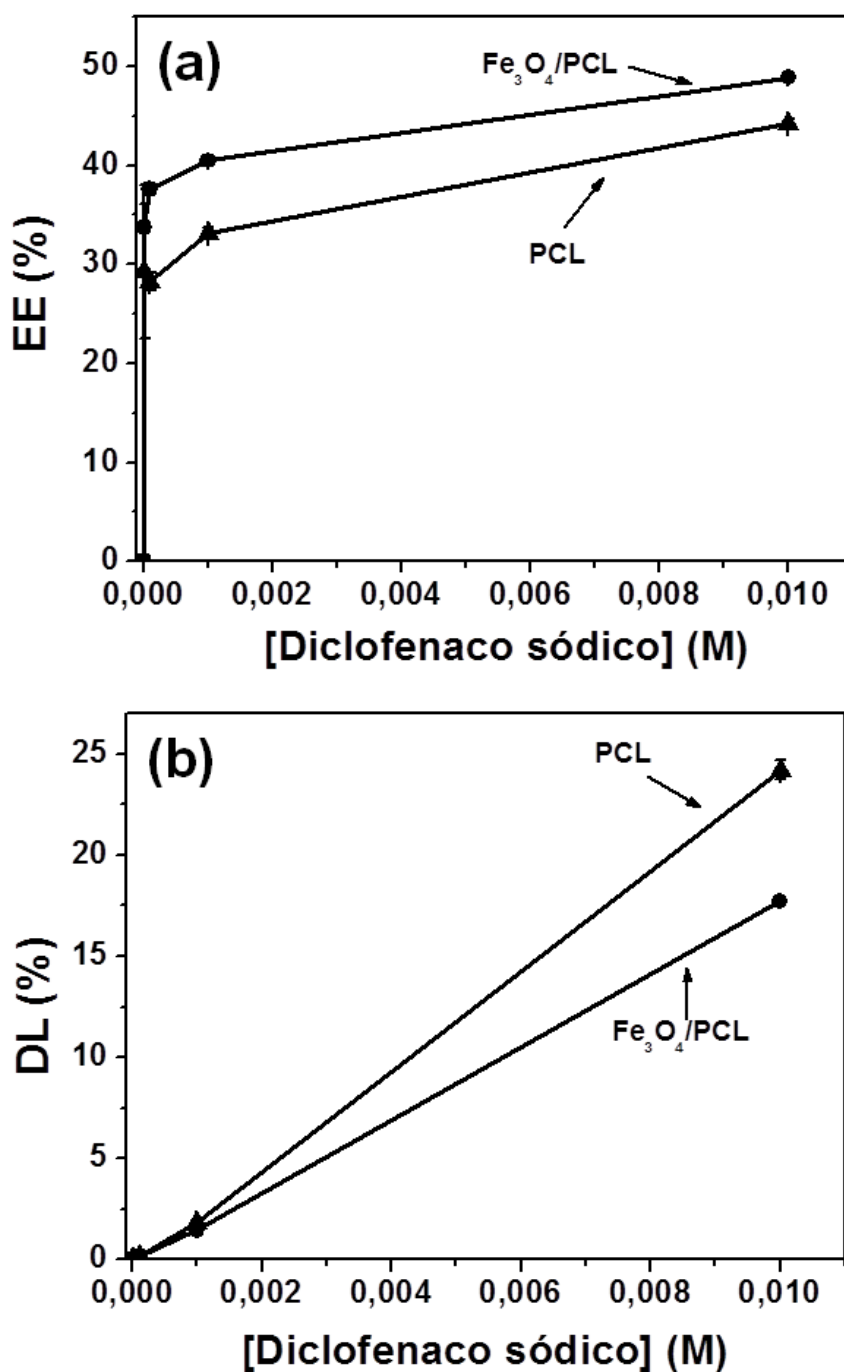 (a)
Fe₃O₄/PCL
PCL
EE (%)
50
40
30
20
10
0
0,000 0,002 0,004 0,006 0,008 0,010
[Diclofenaco sódico] (M)
(b)
PCL
Fe₃O₄/PCL
DL (%)
25
20
15
10
5
0
0,000 0,002 0,004 0,006 0,008 0,010
[Diclofenaco sódico] (M)